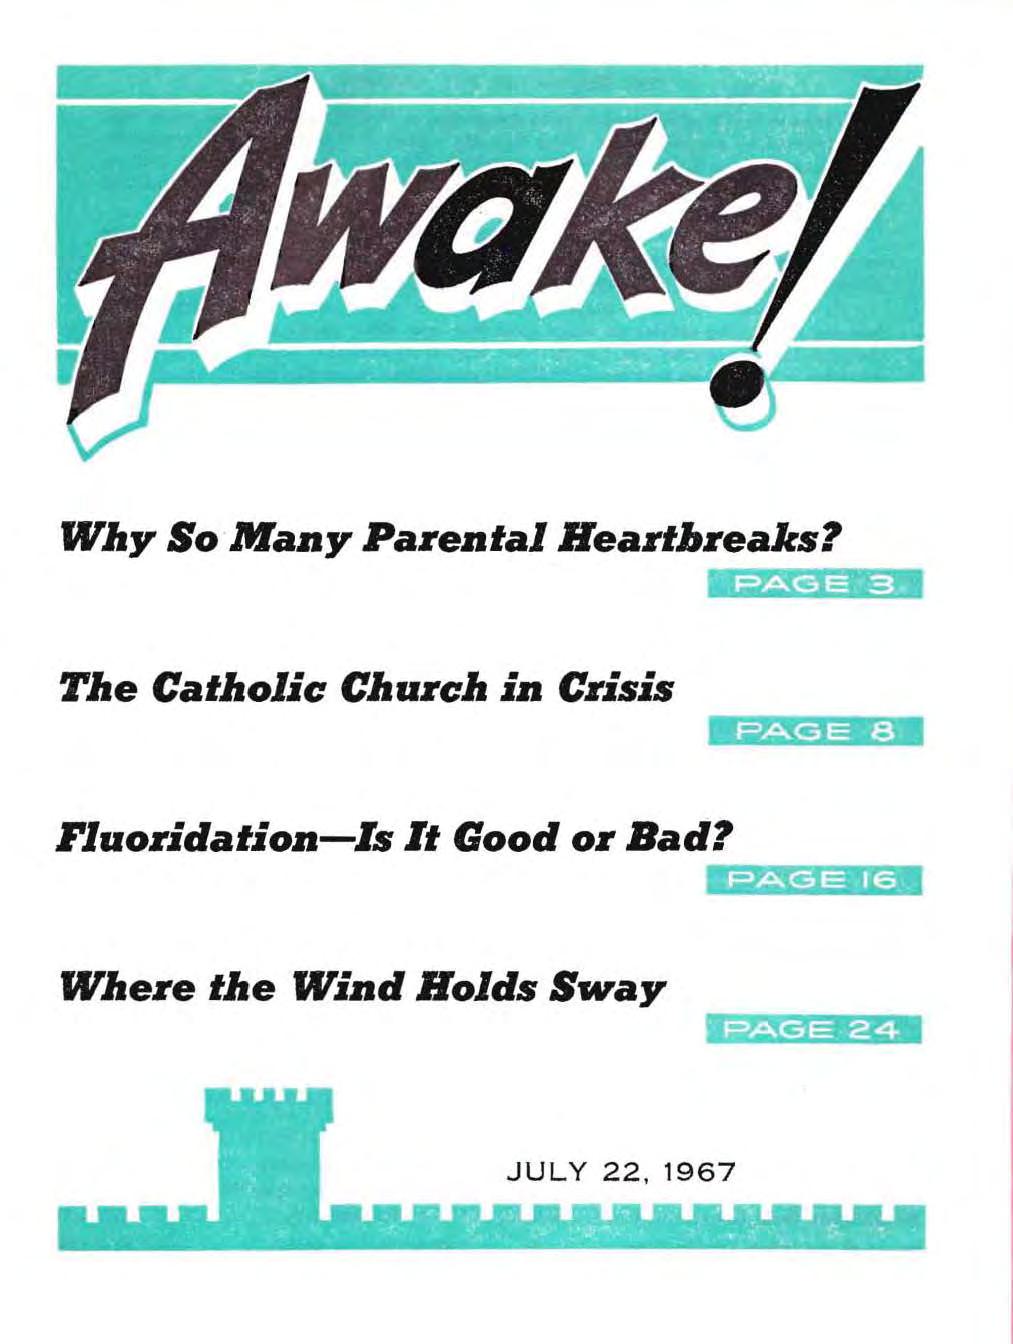 Awake!
Why So Many Parental Heartbreaks?
PAGE 3
The Catholic Church in Crisis
PAGE 8
Fluoridation—Is It Good or Bad?
PAGE 16
Where the Wind Holds Sway
PAGE 24
JULY 22, 1967